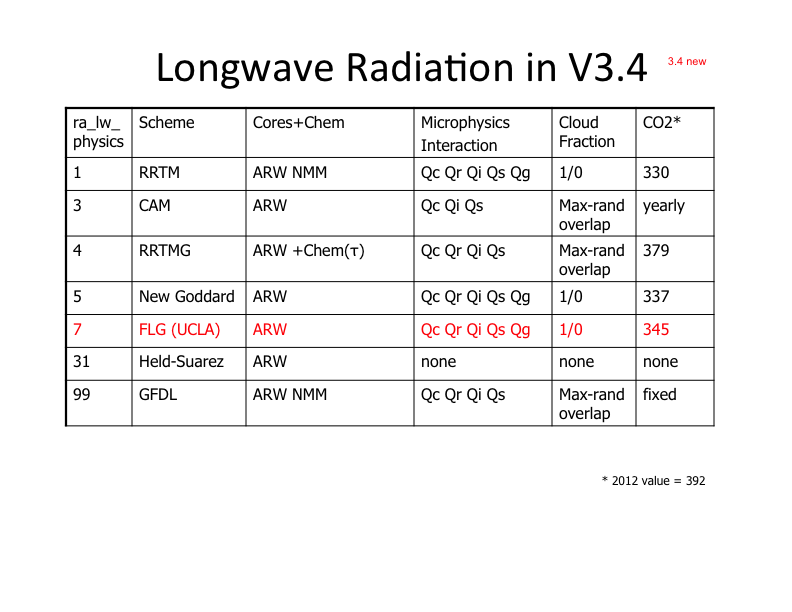 Longwave Radiation in V3.4
3.4 new
ra_lw_ Scheme Cores+Chem Microphysics Cloud CO2*
physics Interaction Fraction
1 RRTM ARW NMM Qc Qr Qi Qs Qg 1/0 330
3 CAM ARW Qc Qi Qs Max-rand yearly
overlap
4 RRTMG ARW +Chem(τ) Qc Qr Qi Qs Max-rand 379
overlap
5 New Goddard ARW Qc Qr Qi Qs Qg 1/0 337
7 FLG (UCLA) ARW Qc Qr Qi Qs Qg 1/0 345
31 Held-Suarez ARW none none none
99 GFDL ARW NMM Qc Qr Qi Qs Max-rand fixed
overlap
* 2012 value = 392